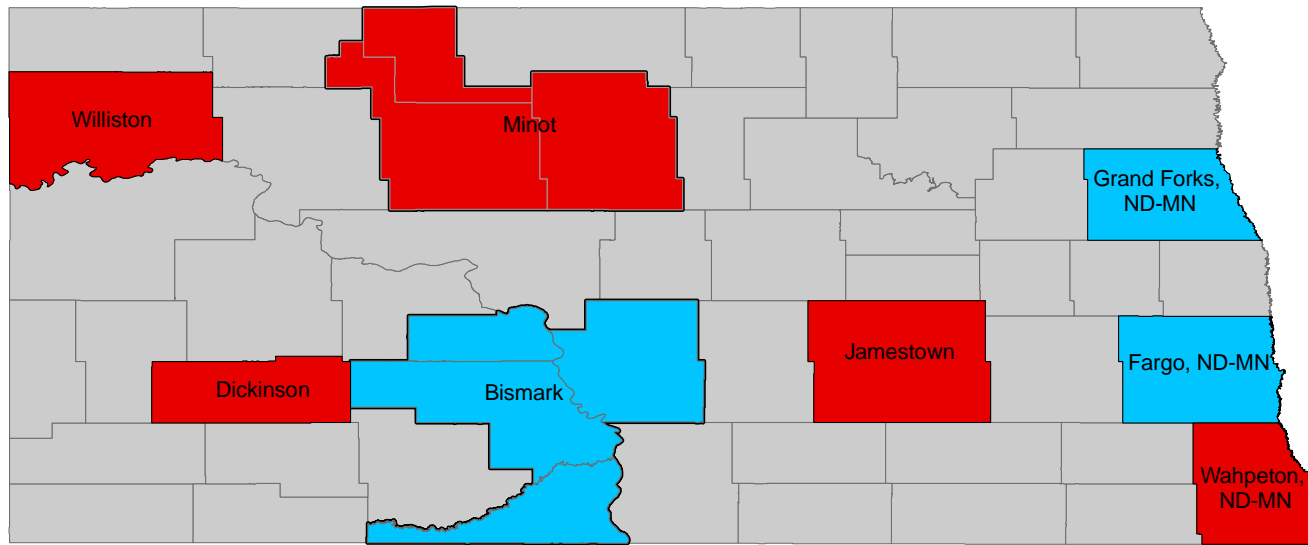 Williston
Minot
Grand Forks,
ND-MN
Jamestown
Fargo, ND-MN
Dickinson
Bismark
Wahpeton,
ND-MN